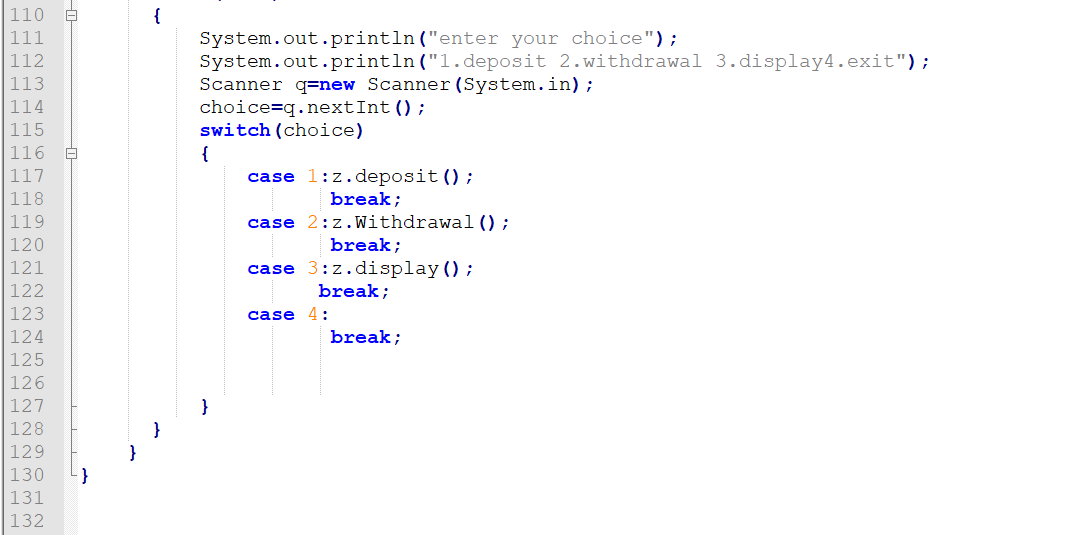 110 {
111 System.out.println("enter your choice");
112 System.out.println("1.deposit 2.withdrawal 3.display4.exit");
113 Scanner q=new Scanner(System.in);
114 choice=q.nextInt();
115 switch(choice)
116 {
117 case 1:z.deposit();
118 break;
119 case 2:z.Withdrawal();
120 break;
121 case 3:z.display();
122 break;
123 case 4:
124 break;
125
126
127 }
128 }
129 }
130 }
131
132